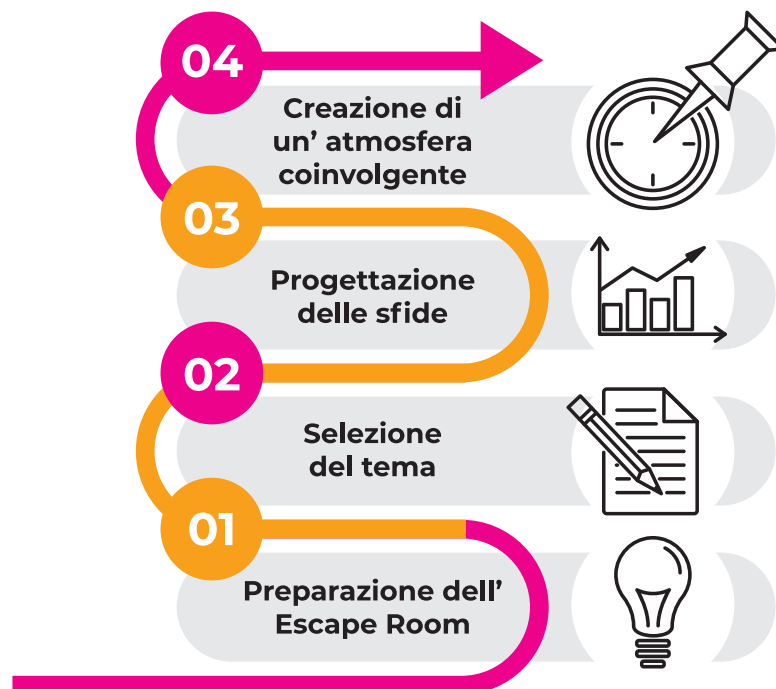 04
Creazione di
un’ atmosfera
coinvolgente
03
Progettazione
delle sfide
02
Selezione
del tema
01
Preparazione dell’
Escape Room